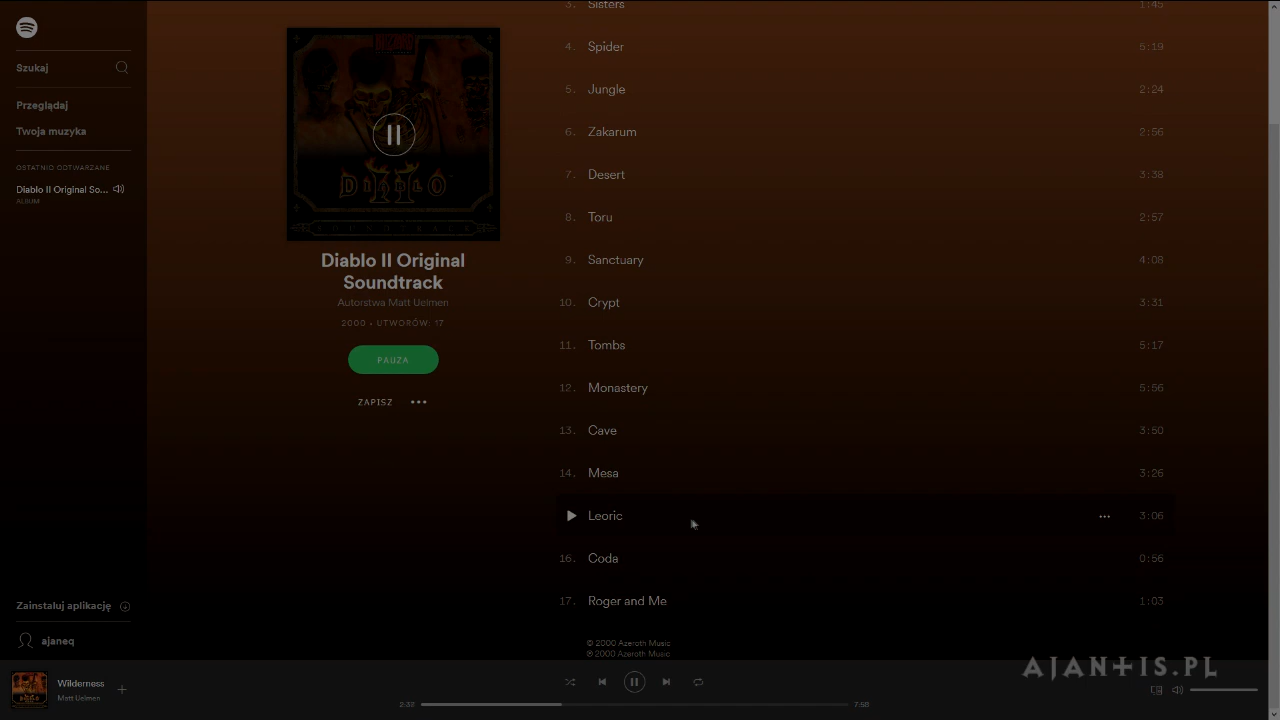 Szukaj
Przeglądaj
Twoja muzyka
OSTATNIO ODTWARZANE
Diablo II Original So...
ALBUM
Zainstaluj aplikację
ajaneq
DIABLO II
SOUNDTRACK
Diablo II Original
Soundtrack
Autorstwa Matt Uelmen
2000 • UTWORÓW: 17
PAUZA
ZAPISZ
3. Sisters 1:45
4. Spider 5:19
5. Jungle 2:24
6. Zakarum 2:56
7. Desert 3:38
8. Toru 2:57
9. Sanctuary 4:08
10. Crypt 3:31
11. Tombs 5:17
12. Monastery 5:56
13. Cave 3:50
14. Mesa 3:26
Leoric 3:06
16. Coda 0:56
17. Roger and Me 1:03
© 2000 Azeroth Music
℗ 2000 Azeroth Music
AJANTIS.PL
Wilderness
Matt Uelmen
2:37
7:58